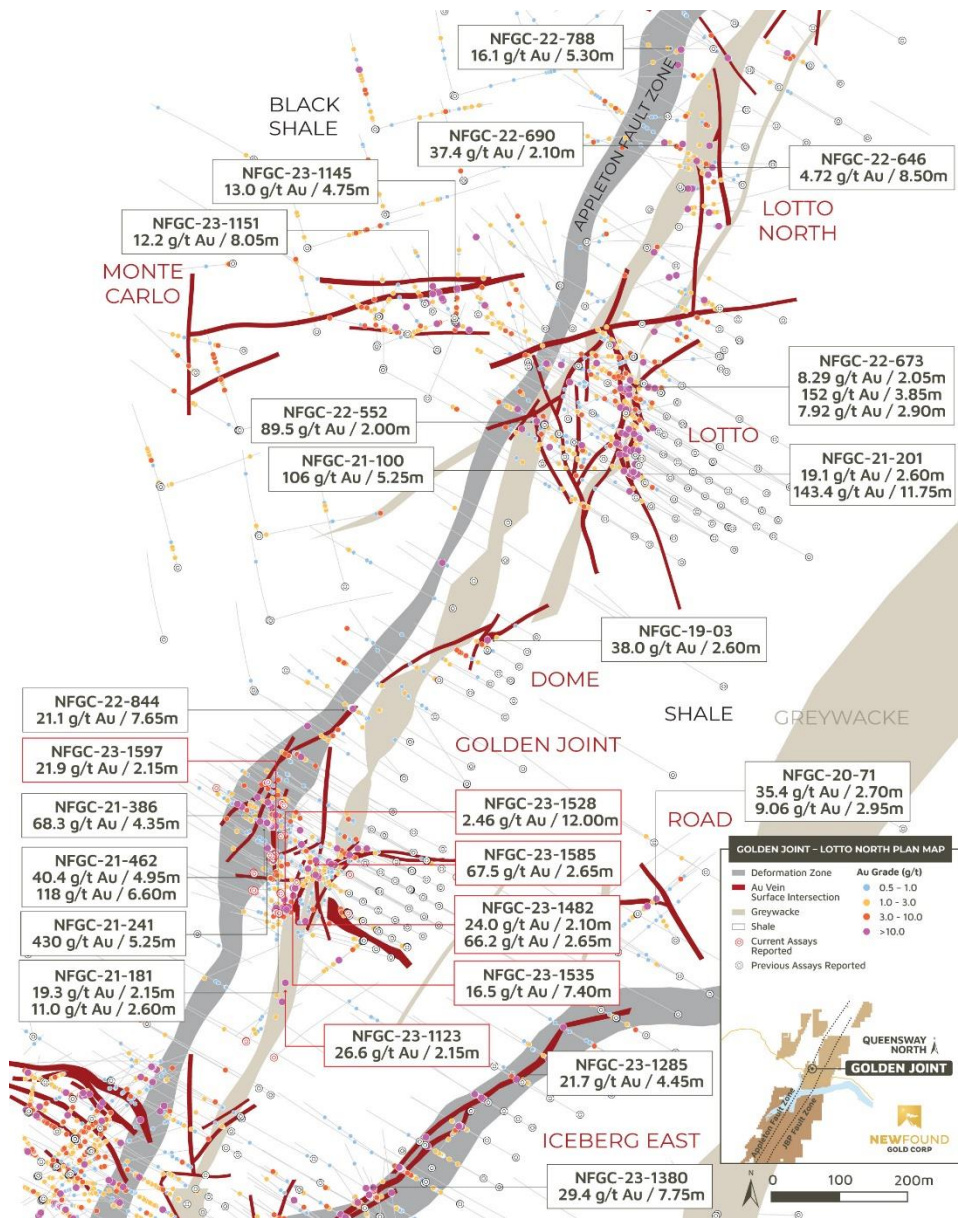 NFGC-22-788
16.1 g/t Au / 5.30m
BLACK
SHALE
APPLETON FAULT ZONE
NFGC-22-690
37.4 g/t Au / 2.10m
NFGC-23-1145
13.0 g/t Au / 4.75m
NFGC-22-646
4.72 g/t Au / 8.50m
NFGC-23-1151
12.2 g/t Au / 8.05m
LOTTO
NORTH
MONTE
CARLO
NFGC-22-673
8.29 g/t Au / 2.05m
152 g/t Au / 3.85m
7.92 g/t Au / 2.90m
NFGC-22-552
89.5 g/t Au / 2.00m
LOTTO
NFGC-21-100
106 g/t Au / 5.25m
NFGC-21-201
19.1 g/t Au / 2.60m
143.4 g/t Au / 11.75m
NFGC-19-03
38.0 g/t Au / 2.60m
DOME
NFGC-22-844
21.1 g/t Au / 7.65m
SHALE
GREYWACKE
GOLDEN JOINT
NFGC-23-1597
21.9 g/t Au / 2.15m
NFGC-20-71
35.4 g/t Au / 2.70m
9.06 g/t Au / 2.95m
NFGC-21-386
68.3 g/t Au / 4.35m
NFGC-23-1528
2.46 g/t Au / 12.00m
ROAD
NFGC-21-462
40.4 g/t Au / 4.95m
118 g/t Au / 6.60m
NFGC-23-1585
67.5 g/t Au / 2.65m
NFGC-21-241
430 g/t Au / 5.25m
NFGC-23-1482
24.0 g/t Au / 2.10m
66.2 g/t Au / 2.65m
NFGC-21-181
19.3 g/t Au / 2.15m
11.0 g/t Au / 2.60m
NFGC-23-1535
16.5 g/t Au / 7.40m
NFGC-23-1123
26.6 g/t Au / 2.15m
NFGC-23-1285
21.7 g/t Au / 4.45m
ICEBERG EAST
NFGC-23-1380
29.4 g/t Au / 7.75m
GOLDEN JOINT – LOTTO NORTH PLAN MAP
Deformation Zone
Au Vein
Surface Intersection
Greywacke
Shale
Current Assays
Reported
Previous Assays Reported
Au Grade (g/t)
0.5 – 1.0
1.0 - 3.0
3.0 - 10.0
>10.0
QUEENSWAY
NORTH
GOLDEN JOINT
Appleton Fault Zone
JBP Fault Zone
NEWFOUND
GOLD CORP
N
0 100 200m